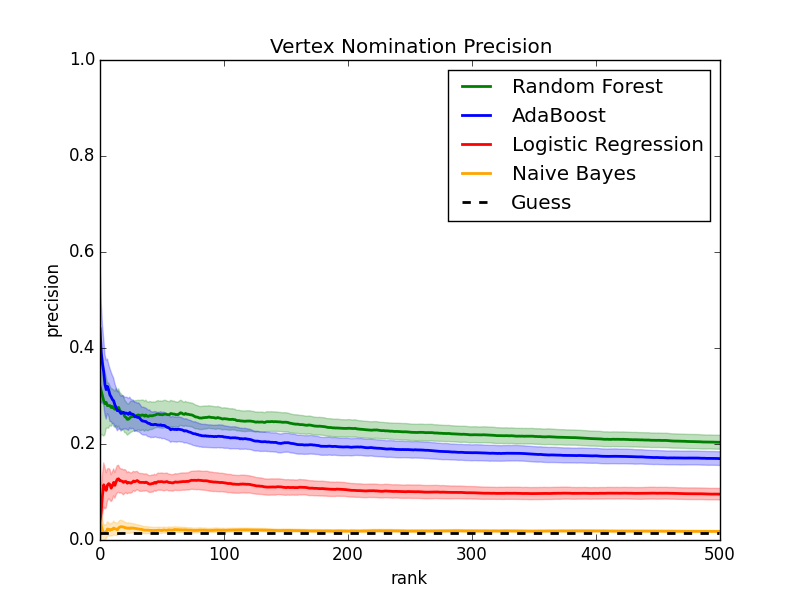 Vertex Nomination Precision
1.0
0.8
0.6
0.4
0.2
0.0
precision
Random Forest
AdaBoost
Logistic Regression
Naive Bayes
Guess
0
100
200
300
400
500
rank